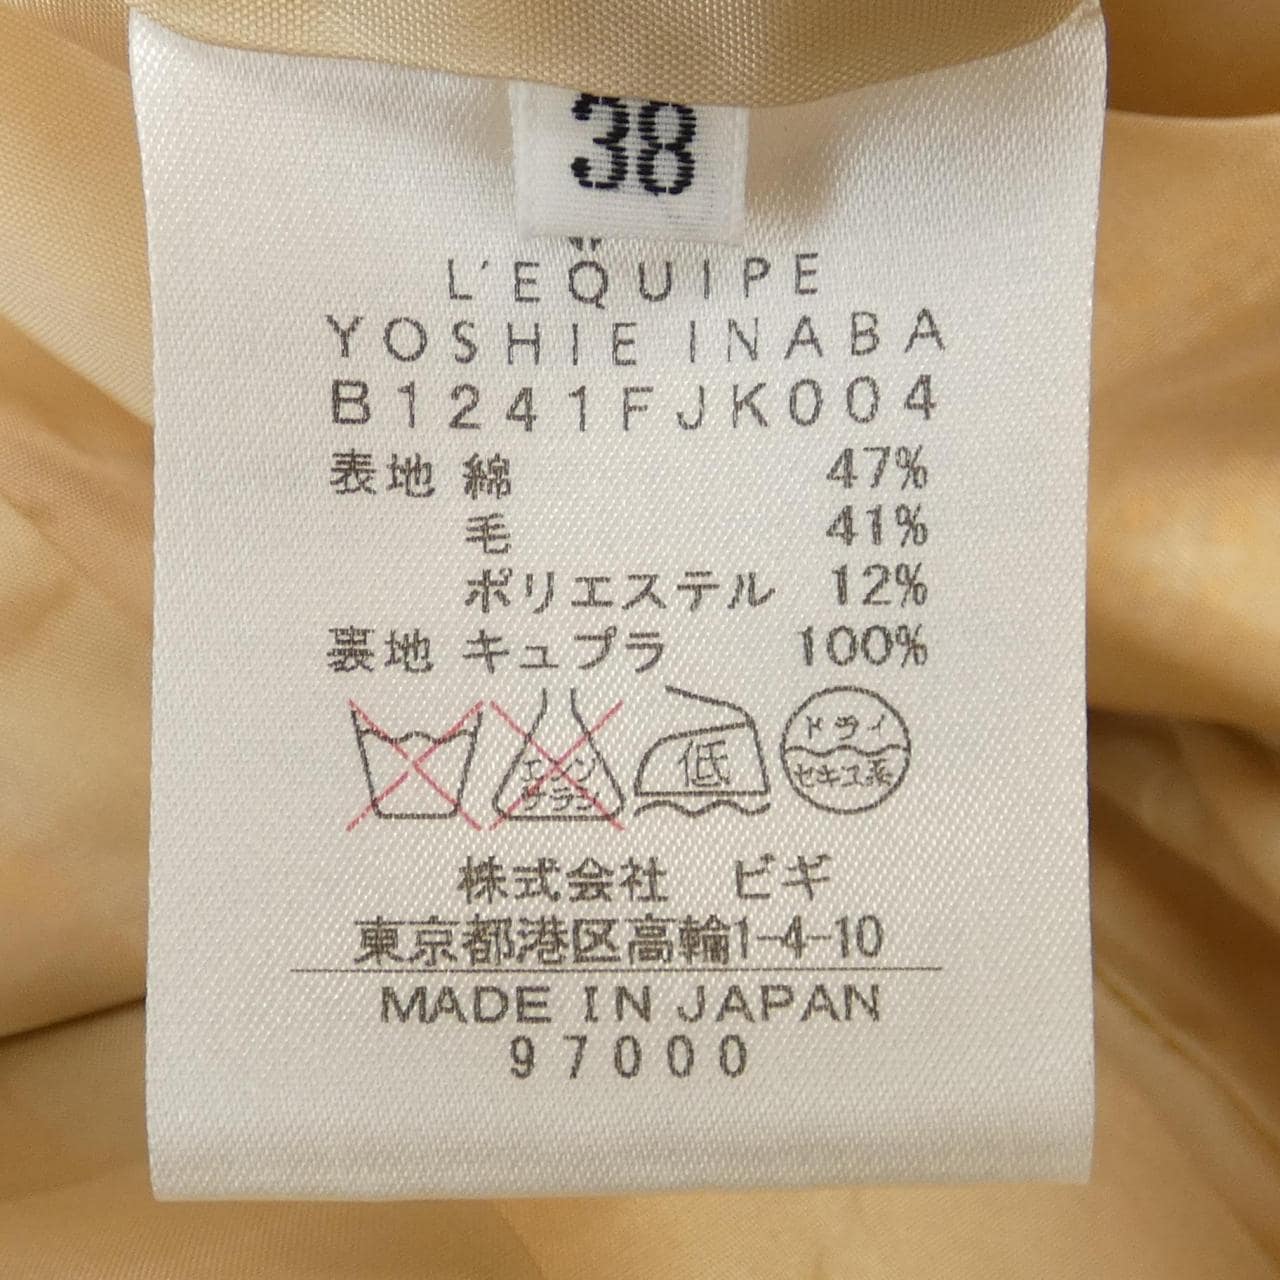 38
L'EQUIPE
YOSHIE INABA
B1241FJK004
表地 綿 47%
毛 41%
ポリエステル 12%
裏地 キュプラ 100%
エンソ
サラシ
低
ドライ
セキユ系
株式会社 ビギ
東京都港区高輪1-4-10
MADE IN JAPAN
97000